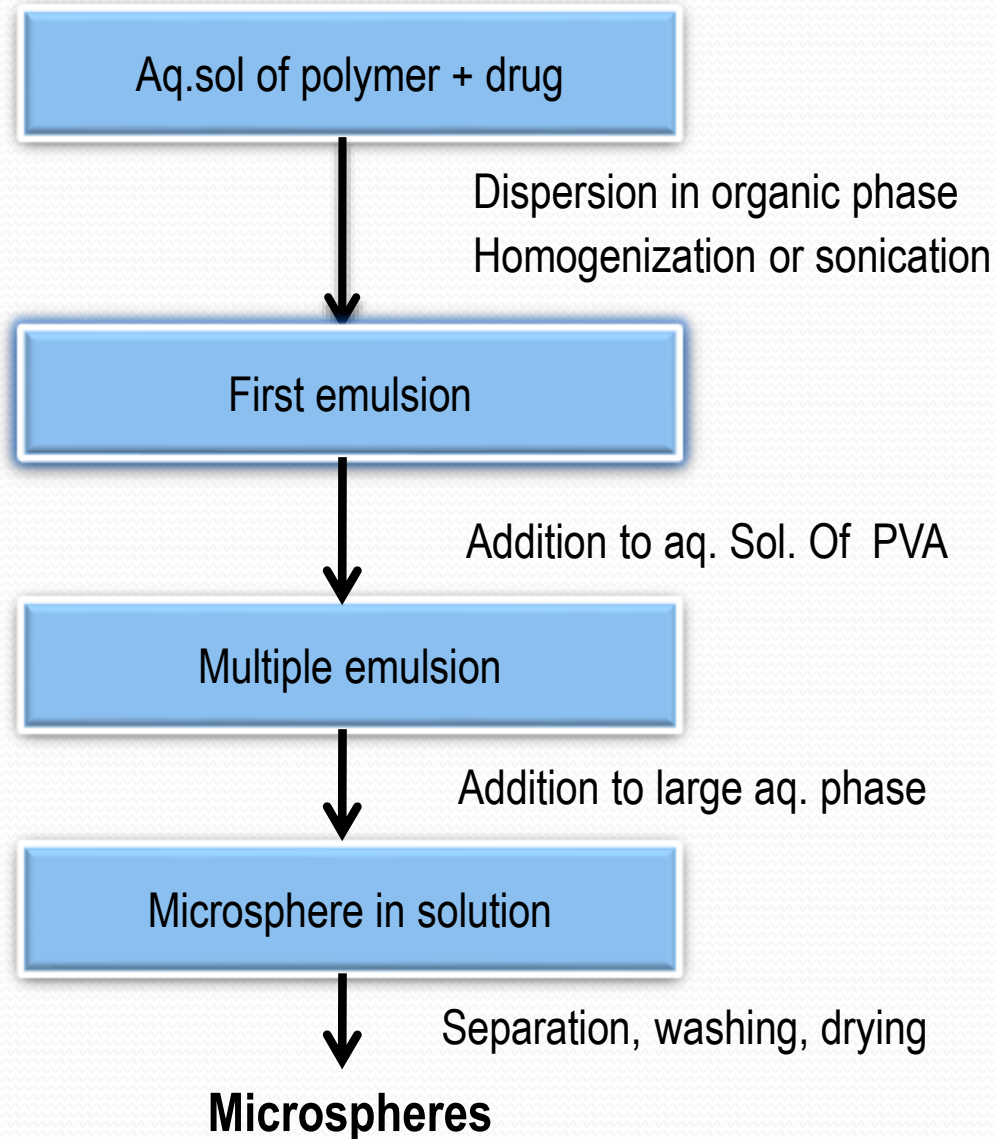 Aq.sol of polymer + drug
Dispersion in organic phase
Homogenization or sonication
First emulsion
Addition to aq. Sol. Of PVA
Multiple emulsion
Addition to large aq. phase
Microsphere in solution
Separation, washing, drying
Microspheres